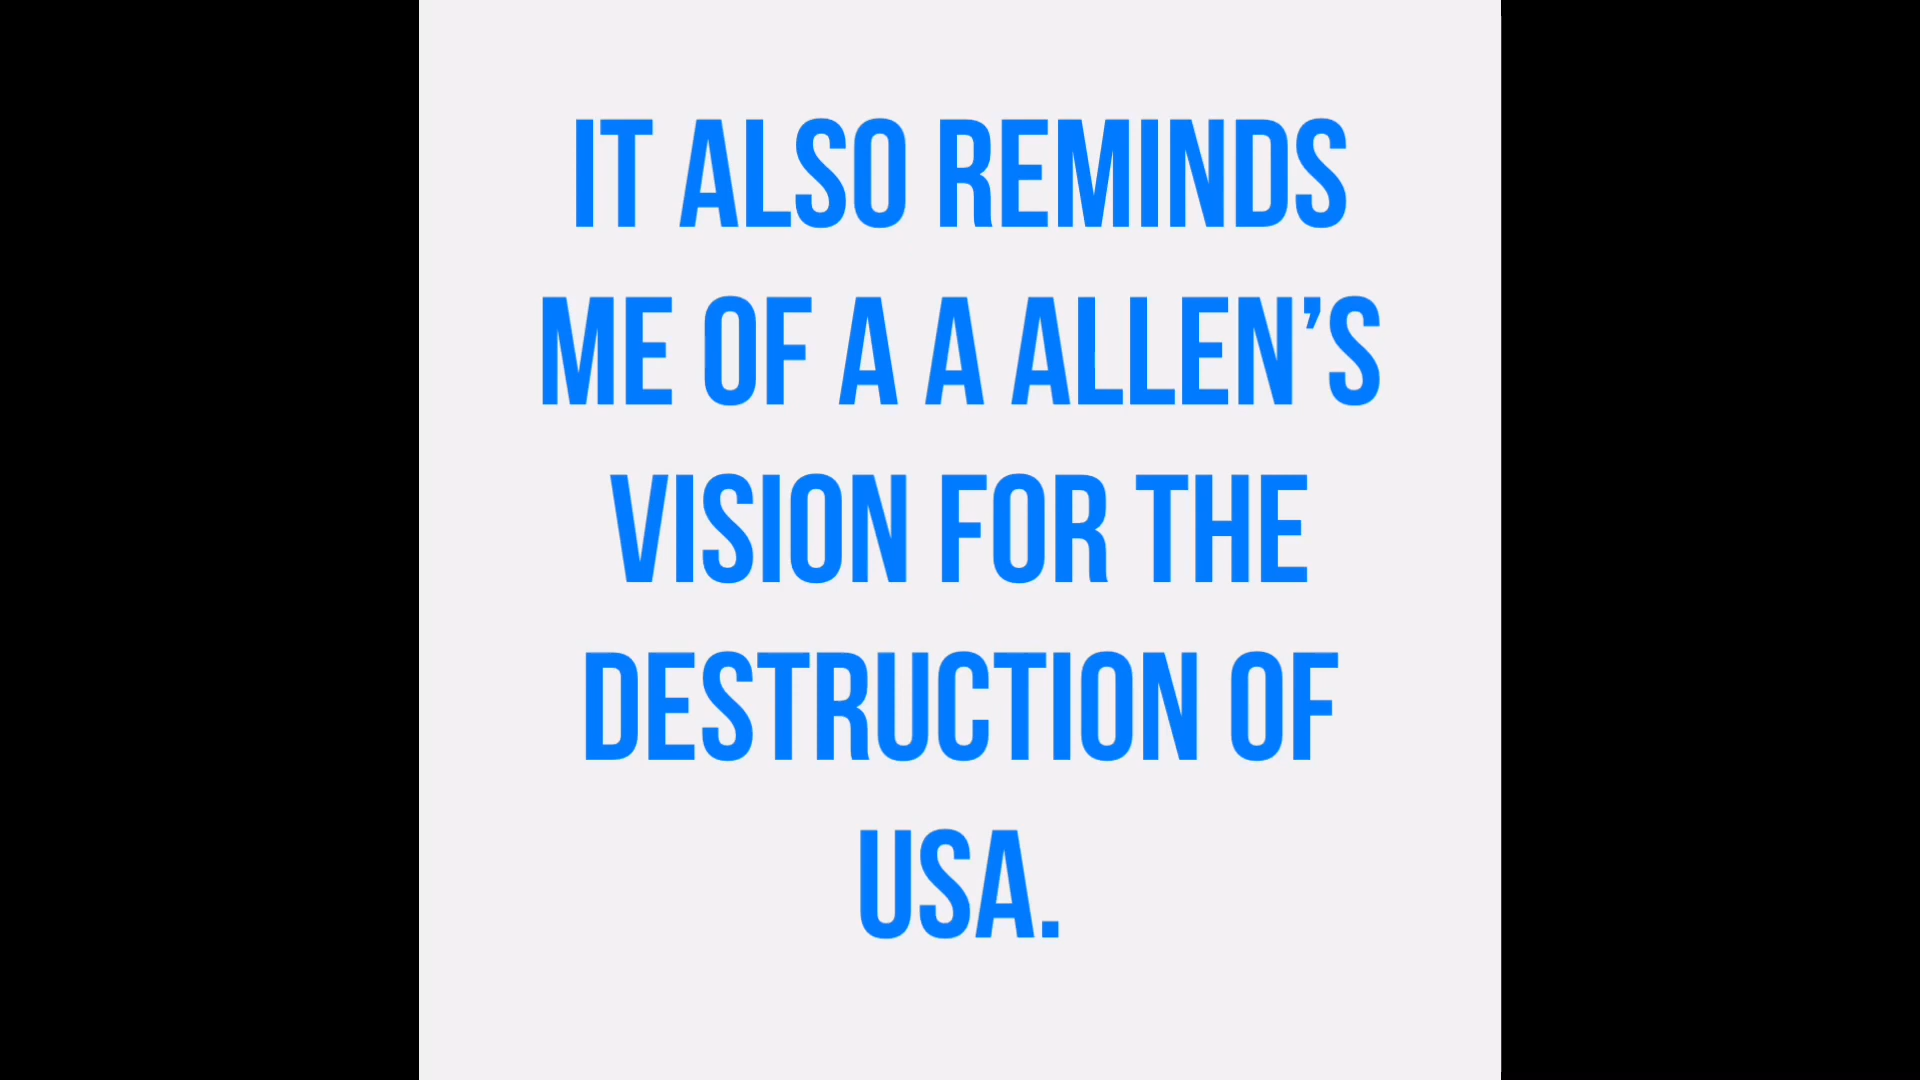 IT ALSO REMINDS
ME OF A A ALLEN’S
VISION FOR THE
DESTRUCTION OF
USA.